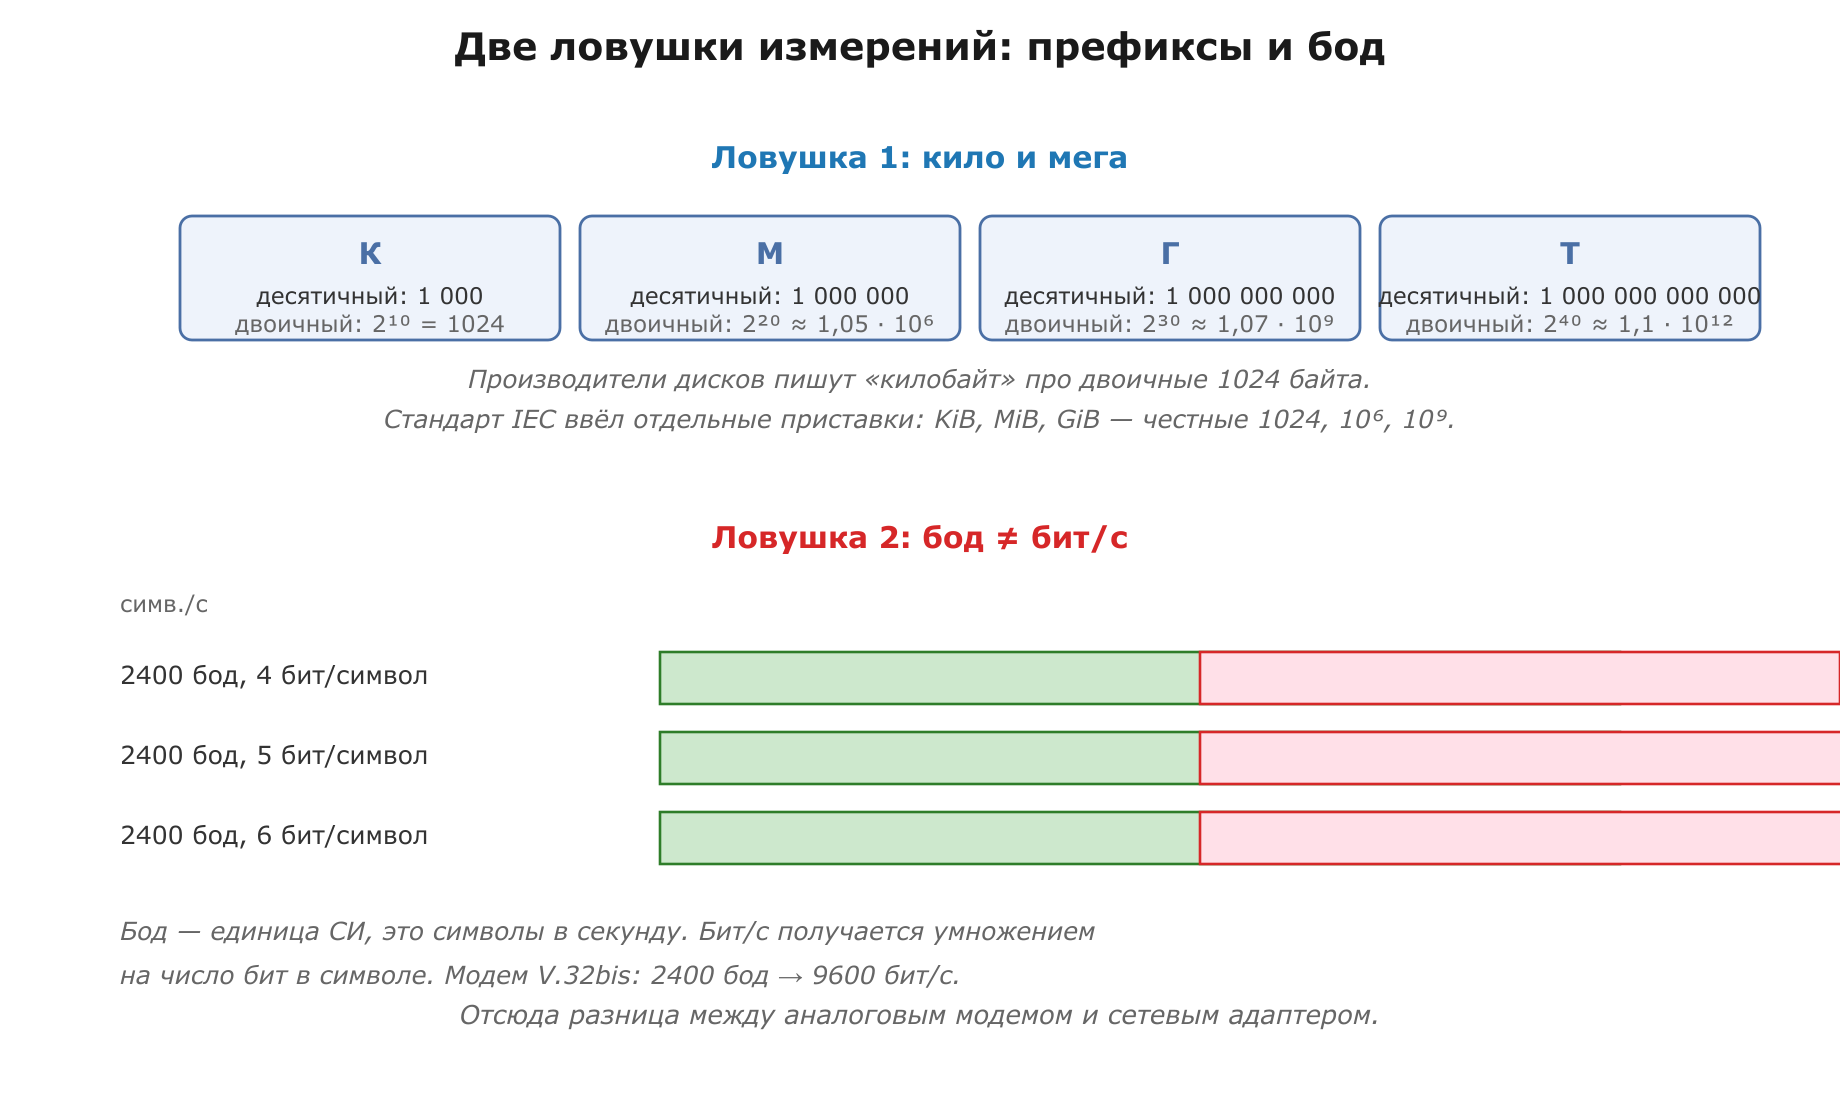 Две ловушки измерений: префиксы и бод
Ловушка 1: кило и мега
К
десятичный: 1 000
двоичный: 2¹⁰ = 1024
М
десятичный: 1 000 000
двоичный: 2²⁰ ≈ 1,05 · 10⁶
Г
десятичный: 1 000 000 000
двоичный: 2³⁰ ≈ 1,07 · 10⁹
Т
десятичный: 1 000 000 000 000
двоичный: 2⁴⁰ ≈ 1,1 · 10¹²
Производители дисков пишут «килобайт» про двоичные 1024 байта.
Стандарт IEC ввёл отдельные приставки: KiB, MiB, GiB — честные 1024, 10⁶, 10⁹.
Ловушка 2: бод ≠ бит/с
симв./с
2400 бод, 4 бит/символ
2400 бод, 5 бит/символ
2400 бод, 6 бит/символ
Бод — единица СИ, это символы в секунду. Бит/с получается умножением
на число бит в символе. Модем V.32bis: 2400 бод → 9600 бит/с.
Отсюда разница между аналоговым модемом и сетевым адаптером.